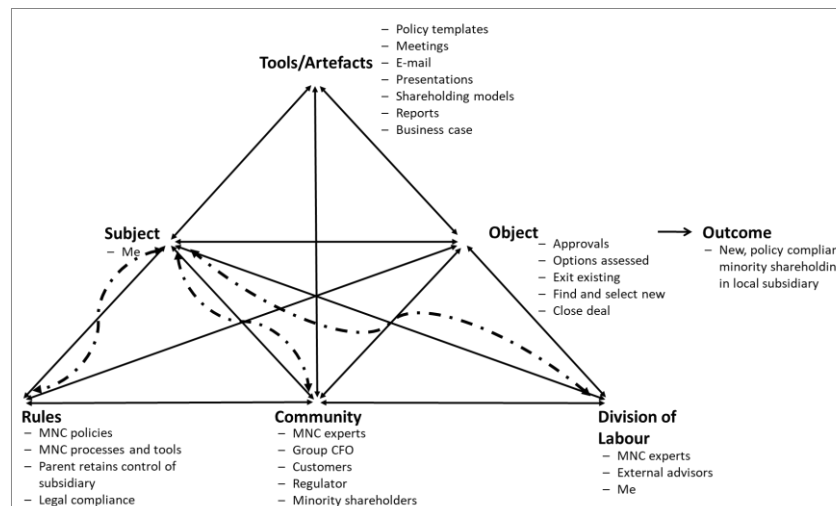 – Policy templates
– Meetings
Tools/Artefacts
– E-mail
– Presentations
– Shareholding models
– Reports
– Business case
Subject
– Me
Object
– Approvals
– Options assessed
– Exit existing
– Find and select new
– Close deal
Outcome
– New, policy complian
minority shareholdin
in local subsidiary
Rules
– MNC policies
– MNC processes and tools
– Parent retains control of
subsidiary
– Legal compliance
Community
– MNC experts
– Group CFO
– Customers
– Regulator
– Minority shareholders
Division of
Labour
– MNC experts
– External advisors
– Me